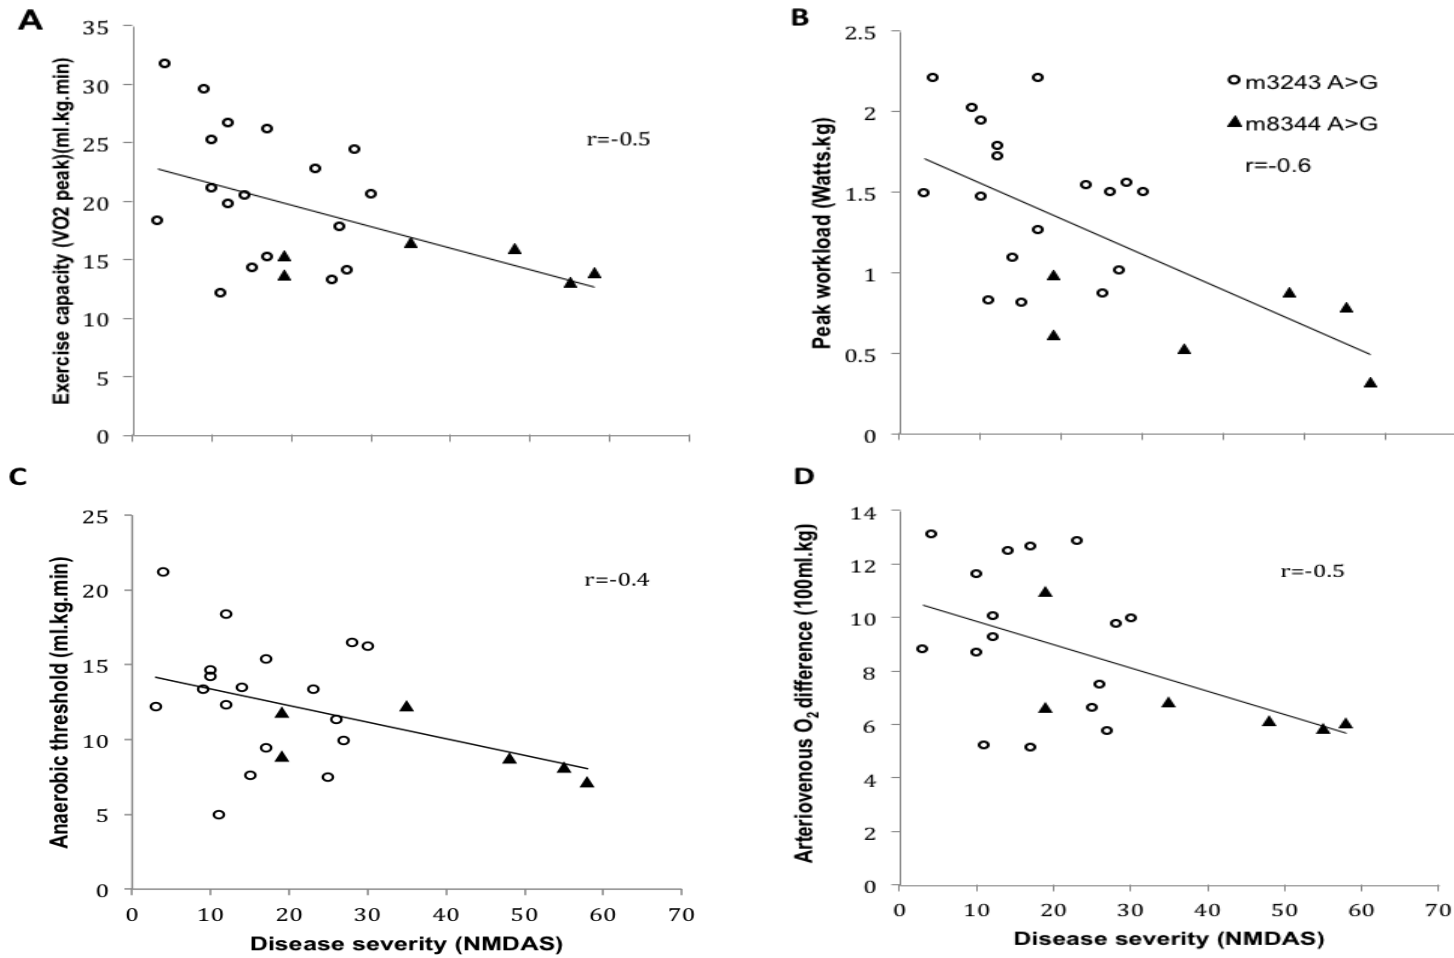 A
Exercise capacity (VO2 peak)(ml.kg.min)
35
30
25
20
15
10
5
0
r=-0.5
B
Peak workload (Watts.kg)
2.5
2
1.5
1
0.5
0
m3243 A>G
m8344 A>G
r=-0.6
C
Anaerobic threshold (ml.kg.min)
25
20
15
10
5
0
r=-0.4
0 10 20 30 40 50 60 70
Disease severity (NMDAS)
D
Arteriovenous O2 difference (100ml.kg)
14
12
10
8
6
4
2
0
r=-0.5
0 10 20 30 40 50 60 70
Disease severity (NMDAS)